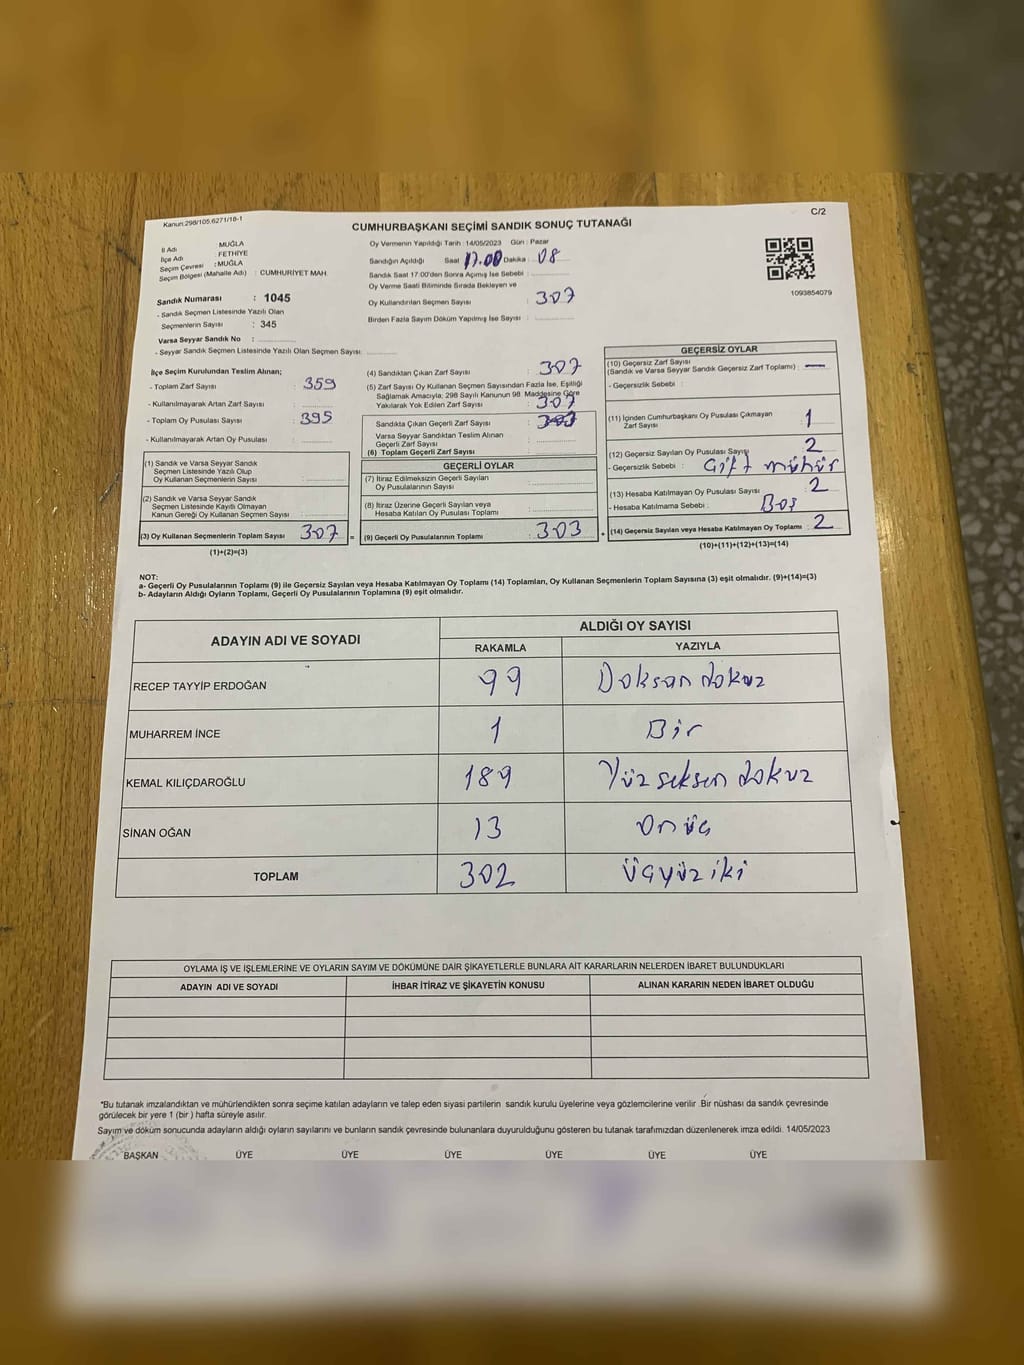 Kanun:298/105.6271/18-1
C/2
CUMHURBAŞKANI SEÇİMİ SANDIK SONUÇ TUTANAĞI
İl Adı : MUĞLA
İlçe Adı : FETHİYE
Seçim Çevresi : MUĞLA
Seçim Bölgesi (Mahalle Adı) : CUMHURİYET MAH.
Sandık Numarası : 1045
- Sandık Seçmen Listesinde Yazılı Olan
Seçmenlerin Sayısı : 345
Varsa Seyyar Sandık No :
- Seyyar Sandık Seçmen Listesinde Yazılı Olan Seçmen Sayısı
Oy Vermenin Yapıldığı Tarih : 14/05/2023 Gün : Pazar
Sandığın Açıldığı Saat 17.00 Dakika : 08
Sandık Saat 17:00'den Sonra Açılmış İse Sebebi :
Oy Verme Saati Bitiminde Sırada Bekleyen ve
Oy Kullandırılan Seçmen Sayısı : 307
Birden Fazla Sayım Döküm Yapılmış İse Sayısı :
1093854079
İlçe Seçim Kurulundan Teslim Alınan;
- Toplam Zarf Sayısı : 359
- Kullanılmayarak Artan Zarf Sayısı :
- Toplam Oy Pusulası Sayısı : 395
- Kullanılmayarak Artan Oy Pusulası :
(1) Sandık ve Varsa Seyyar Sandık
Seçmen Listesinde Yazılı Olup
Oy Kullanan Seçmenlerin Sayısı :
(2) Sandık ve Varsa Seyyar Sandık
Seçmen Listesinde Kayıtlı Olmayan
Kanun Gereği Oy Kullanan Seçmen Sayısı :
(3) Oy Kullanan Seçmenlerin Toplam Sayısı 307 =
(1)+(2)=(3)
(4) Sandıktan Çıkan Zarf Sayısı : 307
(5) Zarf Sayısı Oy Kullanan Seçmen Sayısından Fazla İse, Eşitliği
Sağlamak Amacıyla; 298 Sayılı Kanunun 98. Maddesine Göre
Yakılarak Yok Edilen Zarf Sayısı : 307
Sandıkta Çıkan Geçerli Zarf Sayısı :
Varsa Seyyar Sandıktan Teslim Alınan
Geçerli Zarf Sayısı :
(6) Toplam Geçerli Zarf Sayısı :
GEÇERLİ OYLAR
(7) İtiraz Edilmeksizin Geçerli Sayılan
Oy Pusulalarının Sayısı :
(8) İtiraz Üzerine Geçerli Sayılan veya
Hesaba Katılan Oy Pusulası Toplamı :
(9) Geçerli Oy Pusulalarının Toplamı : 303 +
GEÇERSİZ OYLAR
(10) Geçersiz Zarf Sayısı
(Sandık ve Varsa Seyyar Sandık Geçersiz Zarf Toplamı) : —
- Geçersizlik Sebebi :
(11) İçinden Cumhurbaşkanı Oy Pusulası Çıkmayan
Zarf Sayısı : 1
(12) Geçersiz Sayılan Oy Pusulası Sayısı : 2
- Geçersizlik Sebebi : Çift mühür
(13) Hesaba Katılmayan Oy Pusulası Sayısı : 2
- Hesaba Katılmama Sebebi : Boş
(14) Geçersiz Sayılan veya Hesaba Katılmayan Oy Toplamı : 2
(10)+(11)+(12)+(13)=(14)
NOT:
a- Geçerli Oy Pusulalarının Toplamı (9) ile Geçersiz Sayılan veya Hesaba Katılmayan Oy Toplamı (14) Toplamları, Oy Kullanan Seçmenlerin Toplam Sayısına (3) eşit olmalıdır. (9)+(14)=(3)
b- Adayların Aldığı Oyların Toplamı, Geçerli Oy Pusulalarının Toplamına (9) eşit olmalıdır.
ADAYIN ADI VE SOYADI
ALDIĞI OY SAYISI
RAKAMLA YAZIYLA
RECEP TAYYİP ERDOĞAN 99 Doksan dokuz
MUHARREM İNCE 1 Bir
KEMAL KILIÇDAROĞLU 189 Yüz seksen dokuz
SİNAN OĞAN 13 Onüç
TOPLAM 302 Üçyüz iki
OYLAMA İŞ VE İŞLEMLERİNE VE OYLARIN SAYIM VE DÖKÜMÜNE DAİR ŞİKAYETLERLE BUNLARA AİT KARARLARIN NELERDEN İBARET BULUNDUKLARI
ADAYIN ADI VE SOYADI İHBAR İTİRAZ VE ŞİKAYETİN KONUSU ALINAN KARARIN NEDEN İBARET OLDUĞU
*Bu tutanak imzalandıktan ve mühürlendikten sonra seçime katılan adayların ve talep eden siyasi partilerin sandık kurulu üyelerine veya gözlemcilerine verilir .Bir nüshası da sandık çevresinde
görülecek bir yere 1 (bir ) hafta süreyle asılır.
Sayım ve döküm sonucunda adayların aldığı oyların sayılarını ve bunların sandık çevresinde bulunanlara duyurulduğunu gösteren bu tutanak tarafımızdan düzenlenerek imza edildi. 14/05/2023
BAŞKAN ÜYE ÜYE ÜYE ÜYE ÜYE ÜYE